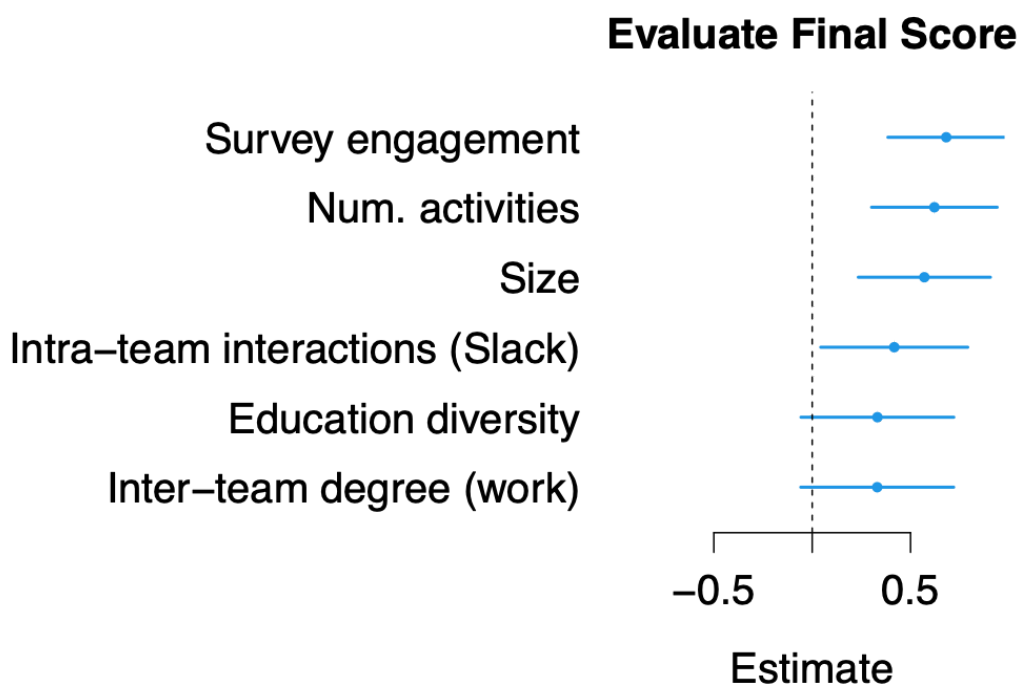 Evaluate Final Score
Survey engagement
Num. activities
Size
Intra−team interactions (Slack)
Education diversity
Inter−team degree (work)
−0.5 0.5
Estimate